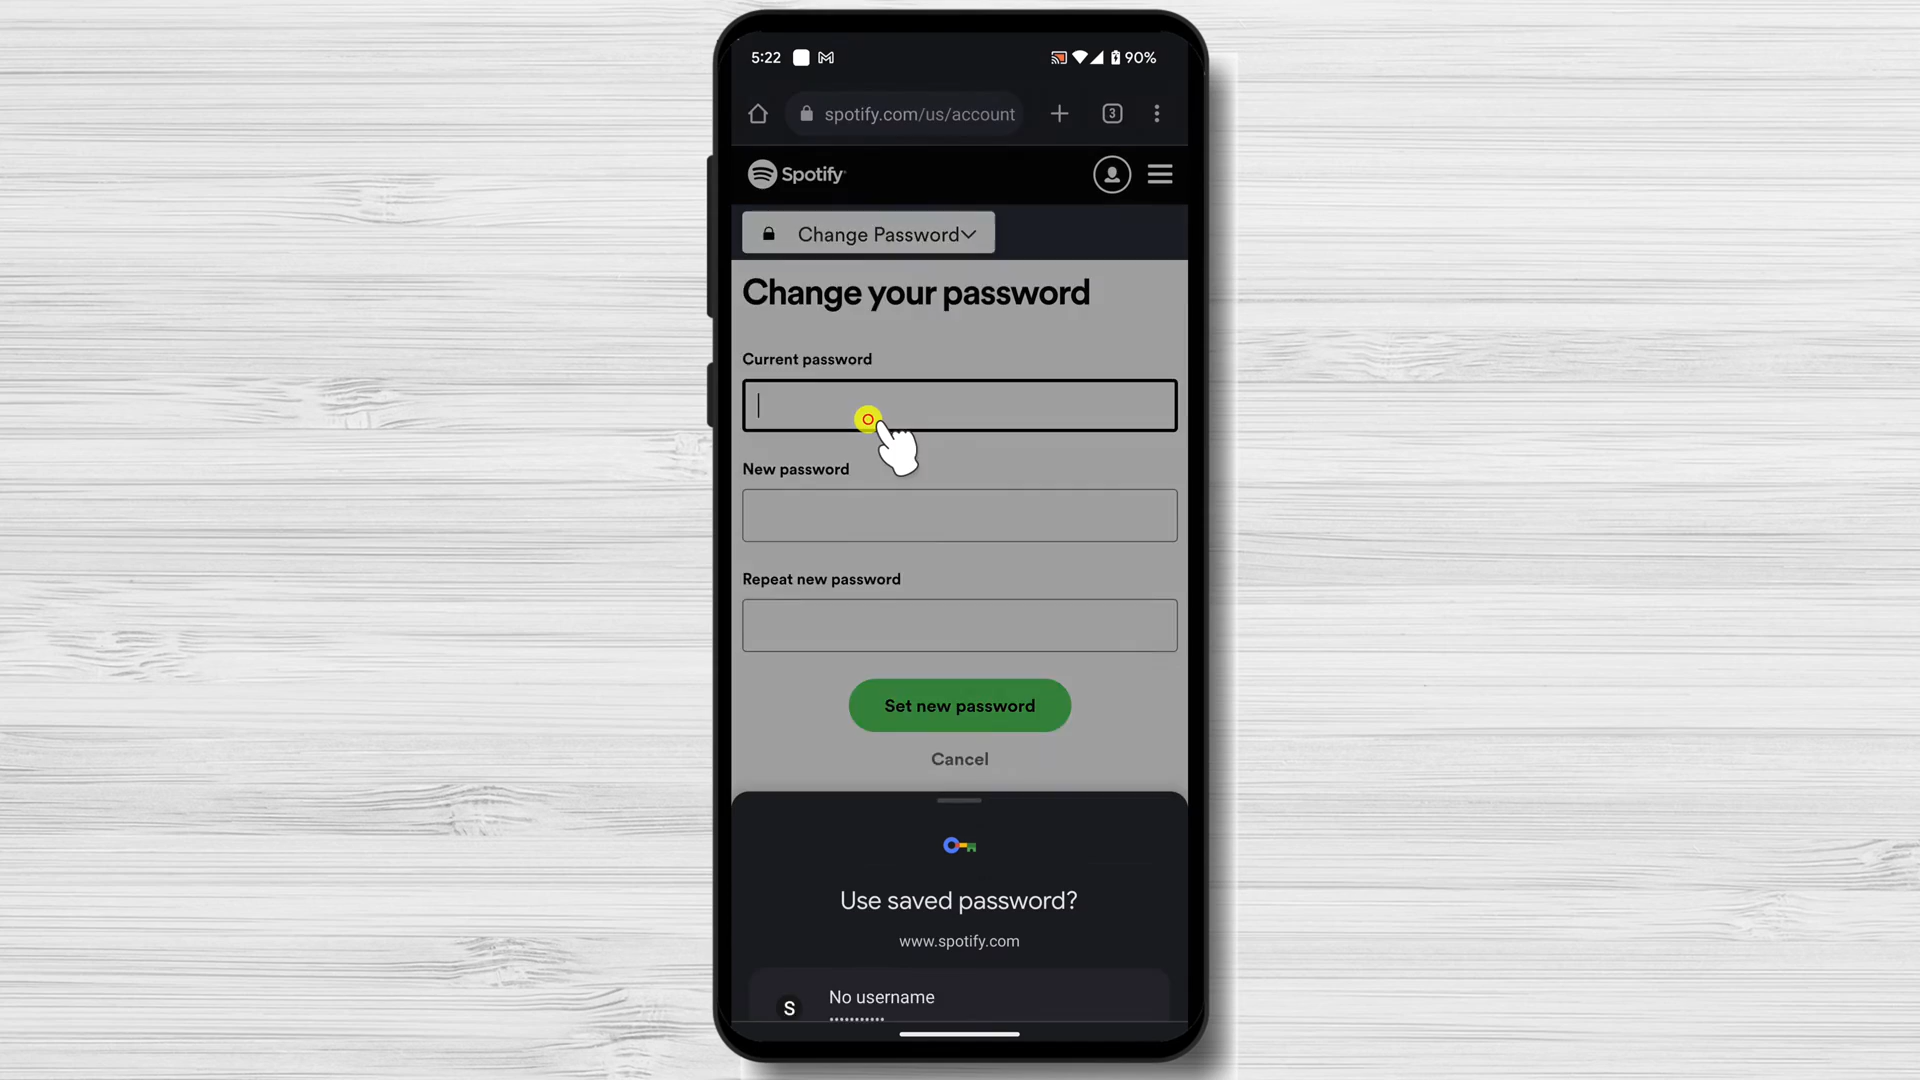 5:22
90%
spotify.com/us/account
3
Spotify
Change Password
Change your password
Current password
New password
Repeat new password
Set new password
Cancel
Use saved password?
www.spotify.com
S
No username
•••••••••••